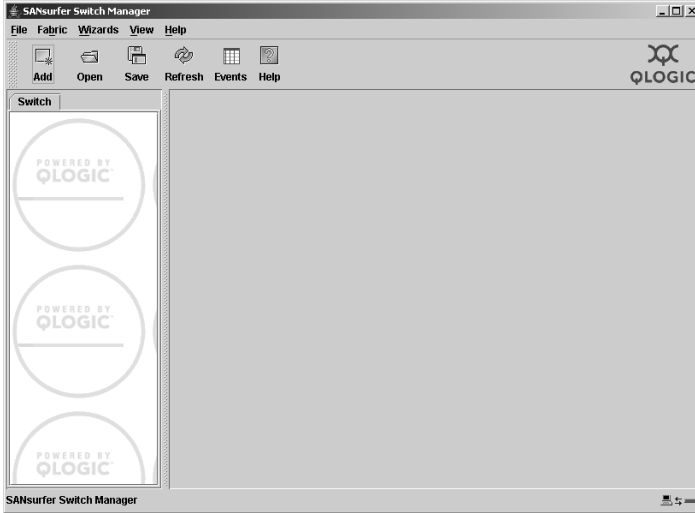 SANsurfer Switch Manager
File Fabric Wizards View Help
Add Open Save Refresh Events Help
QLOGIC
Switch
POWERED BY
QLOGIC
POWERED BY
QLOGIC
POWERED BY
QLOGIC
SANsurfer Switch Manager